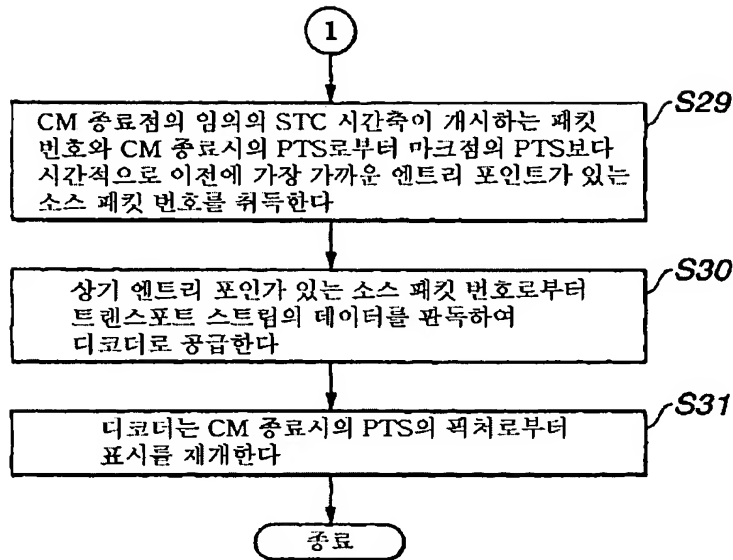 1
S29
CM 종료점의 임의의 STC 시간축이 개시하는 패킷
번호와 CM 종료시의 PTS로부터 마크점의 PTS보다
시간적으로 이전에 가장 가까운 엔트리 포인트가 있는
소스 패킷 번호를 취득한다
S30
상기 엔트리 포인가 있는 소스 패킷 번호로부터
트랜스포트 스트림의 데이터를 판독하여
디코더로 공급한다
S31
디코더는 CM 종료시의 PTS의 픽처로부터
표시를 재개한다
종료